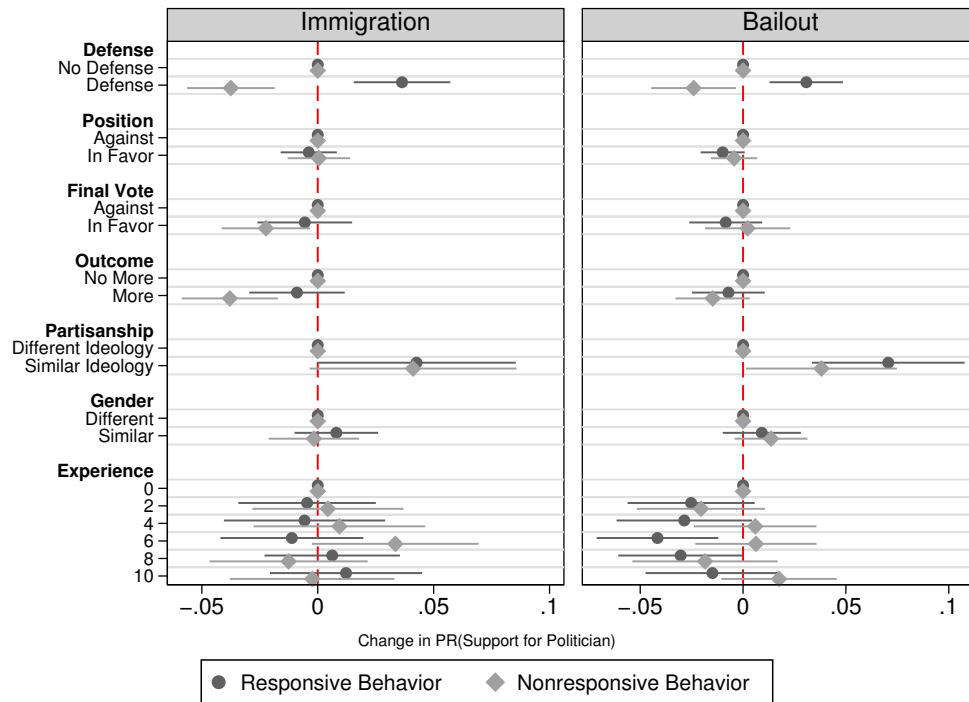 Immigration
Bailout
Defense
No Defense
Defense
Position
Against
In Favor
Final Vote
Against
In Favor
Outcome
No More
More
Partisanship
Different Ideology
Similar Ideology
Gender
Different
Similar
Experience
0
2
4
6
8
10
-.05 0 .05 .1
-.05 0 .05 .1
Change in PR(Support for Politician)
Responsive Behavior Nonresponsive Behavior